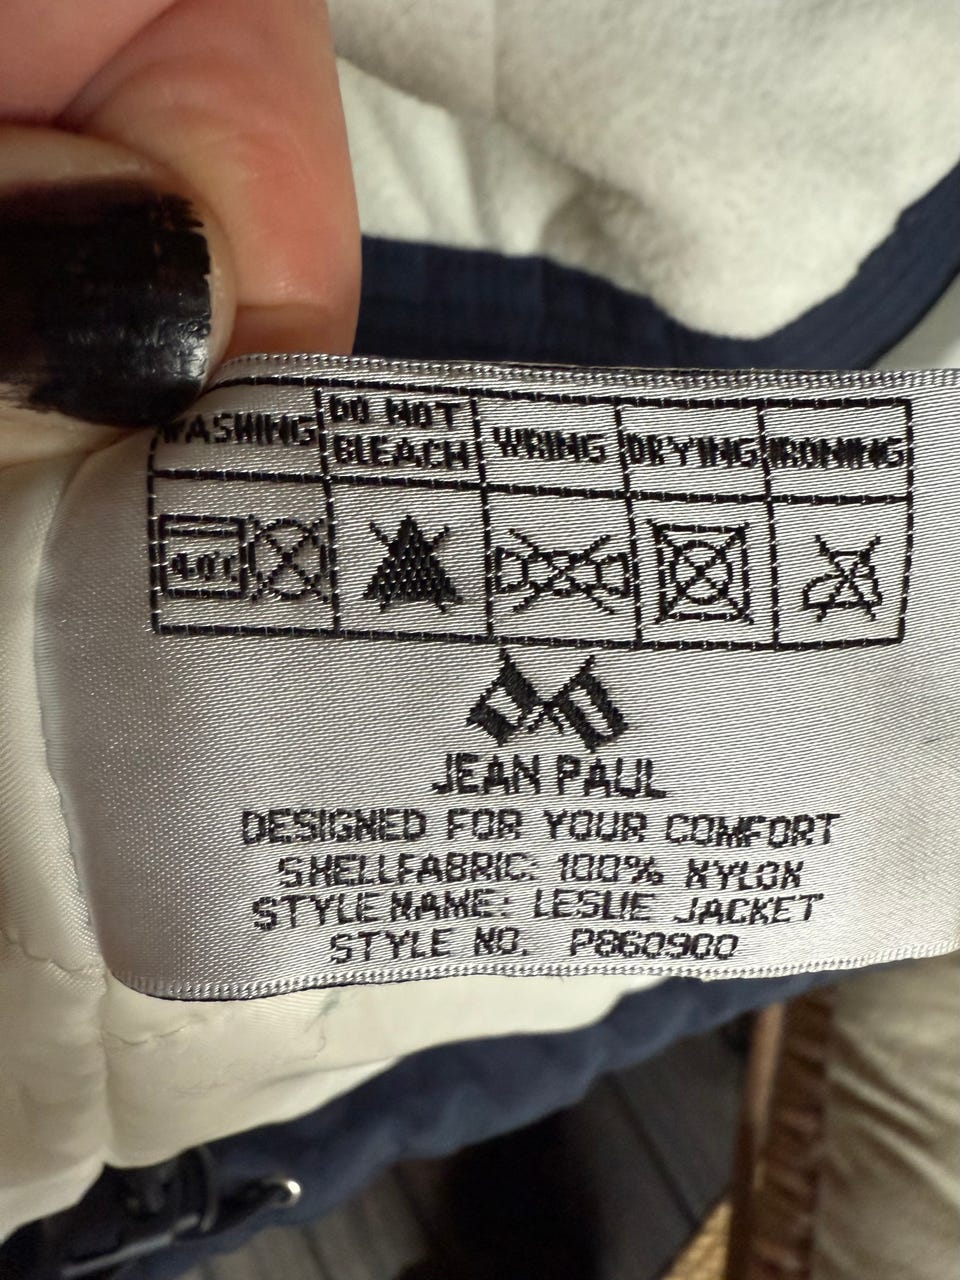 WASHING DO NOT BLEACH WRING DRYING IRONING
40°C
JEAN PAUL
DESIGNED FOR YOUR COMFORT
SHELLFABRIC: 100% NYLON
STYLE NAME: LESLIE JACKET
STYLE NO. P860900